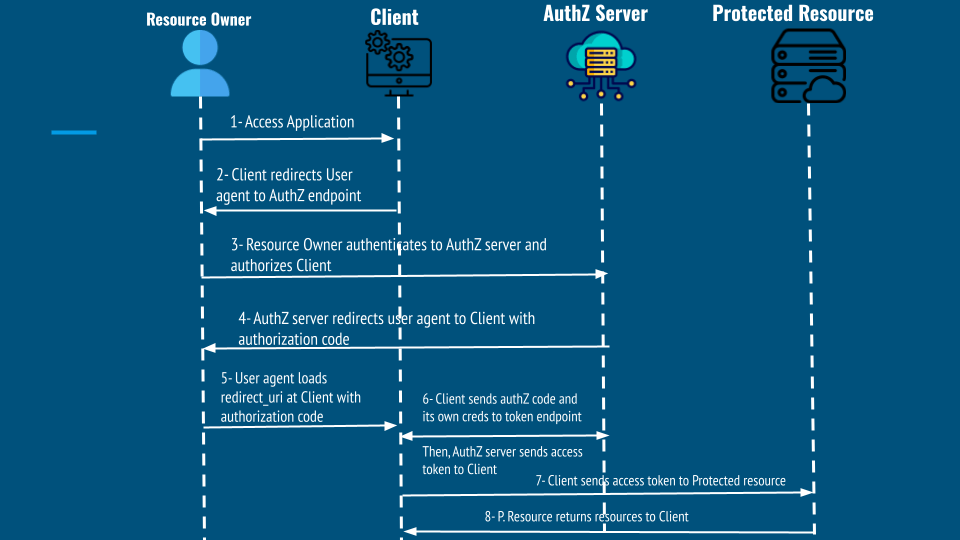 Resource Owner
Client
AuthZ Server
Protected Resource
1- Access Application
2- Client redirects User
agent to AuthZ endpoint
3- Resource Owner authenticates to AuthZ server and
authorizes Client
4- AuthZ server redirects user agent to Client with
authorization code
5- User agent loads
redirect_uri at Client with
authorization code
6- Client sends authZ code and
its own creds to token endpoint
Then, AuthZ server sends access
token to Client
7- Client sends access token to Protected resource
8- P. Resource returns resources to Client